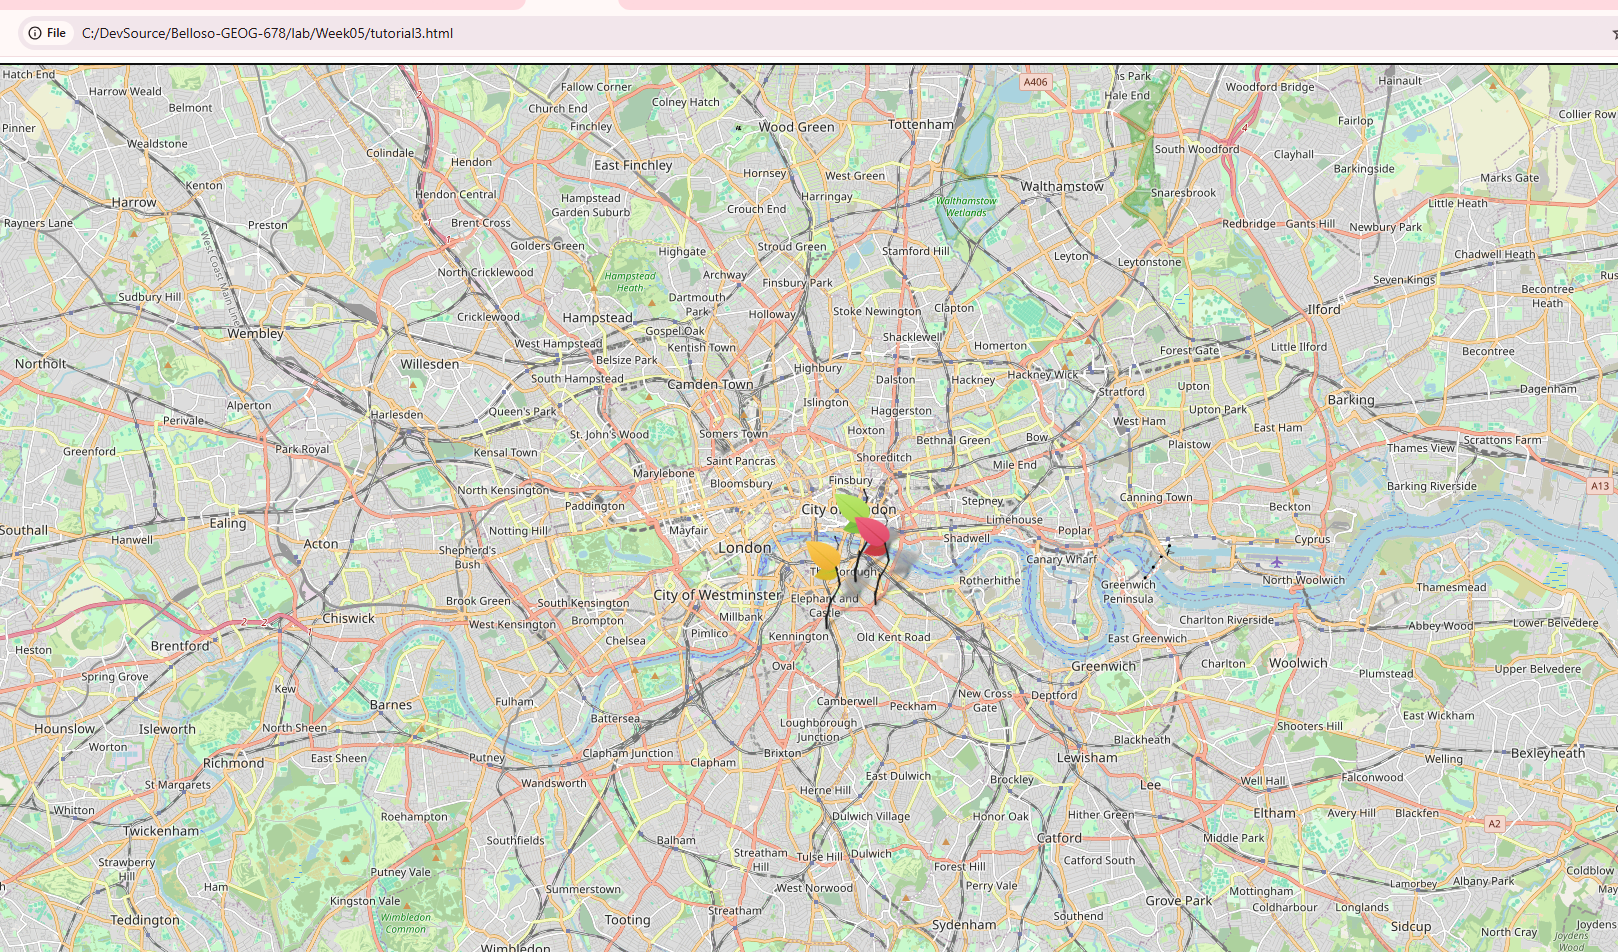 File
C:/DevSource/Belloso-GEOG-678/lab/Week05/tutorial3.html
Hatch End
Harrow Weald
Belmont
Pinner
Wealdstone
Kenton
Harrow
Rayners Lane
Preston
West Coast Main Line
Sudbury Hill
Wembley
Northolt
Alperton
Perivale
Greenford
Park Royal
Hanwell
Southall
Ealing
Acton
Colindale
Hendon
Hendon Central
Brent Cross
2
1
Fallow Corner
Church End
Finchley
Colney Hatch
Wood Green
Tottenham
East Finchley
Hornsey
West Green
Hampstead
Garden Suburb
Harringay
Crouch End
Golders Green
Highgate
Stroud Green
Stamford Hill
North Cricklewood
Hampstead
Heath
Archway
Finsbury Park
Cricklewood
Hampstead
Dartmouth
Park
Holloway
Stoke Newington
Clapton
West Hampstead
Gospel Oak
Kentish Town
Shacklewell
Homerton
Willesden
Belsize Park
Highbury
South Hampstead
Camden Town
Dalston
Hackney
Hackney Wick
Harlesden
Queen's Park
Islington
Haggerston
St. John's Wood
Somers Town
Hoxton
Bethnal Green
Bow
Kensal Town
Marylebone
Saint Pancras
Bloomsbury
Shoreditch
Mile End
North Kensington
Finsbury
Paddington
Stepney
Notting Hill
Mayfair
Limehouse
Poplar
Shepherd's
Bush
London
Shadwell
Canary Wharf
Rotherhithe
City of Westminster
Elephant and
Castle
Brook Green
South Kensington
Brompton
Millbank
West Kensington
Chelsea
Pimlico
Kennington
Old Kent Road
Oval
A406
Hale End
Woodford Bridge
Hainault
Fairlop
Collier Row
4
South Woodford
Clayhall
Barkingside
Walthamstow
Snaresbrook
Marks Gate
Walthamstow
Wetlands
Little Heath
Redbridge
Gants Hill
Newbury Park
Leyton
Leytonstone
Chadwell Heath
Seven Kings
Becontree
Heath
Ilford
Forest Gate
Little Ilford
Becontree
Stratford
Upton
Dagenham
Upton Park
Barking
West Ham
East Ham
Plaistow
Thames View
Scrattons Farm
Barking Riverside
A13
Canning Town
Beckton
Cyprus
North Woolwich
Thamesmead
Greenwich
Peninsula
Charlton Riverside
Abbey Wood
Lower Belvedere
East Greenwich
Greenwich
Charlton
Woolwich
Upper Belvedere
Plumstead
2
2
Chiswick
Heston
Brentford
Spring Grove
Kew
Hounslow
Isleworth
North Sheen
Barnes
Fulham
Worton
Richmond
East Sheen
Putney
Battersea
Clapham Junction
Clapham
St Margarets
Wandsworth
Whitton
Twickenham
Roehampton
Southfields
Balham
Strawberry
Hill
Putney Vale
Ham
Kingston Vale
Summerstown
Teddington
Wimbledon
Common
Tooting
Wimbledon
Streatham
Camberwell
Peckham
New Cross
Gate
Deptford
Loughborough
Junction
Brixton
Blackheath
Shooters Hill
East Wickham
East Dulwich
Brockley
Lewisham
Welling
Bexleyheath
Herne Hill
Lee
Well Hall
Falconwood
Dulwich Village
Honor Oak
Hither Green
Eltham
Avery Hill
Blackfen
A2
Catford
Middle Park
Streatham
Hill
Tulse Hill
Dulwich
Forest Hill
Catford South
West Norwood
Perry Vale
Mottingham
Coldharbour
Lamorbey
Albany Park
Coldblow
Grove Park
Longlands
Southend
Sydenham
Sidcup
North Cray
Joydens
Wood